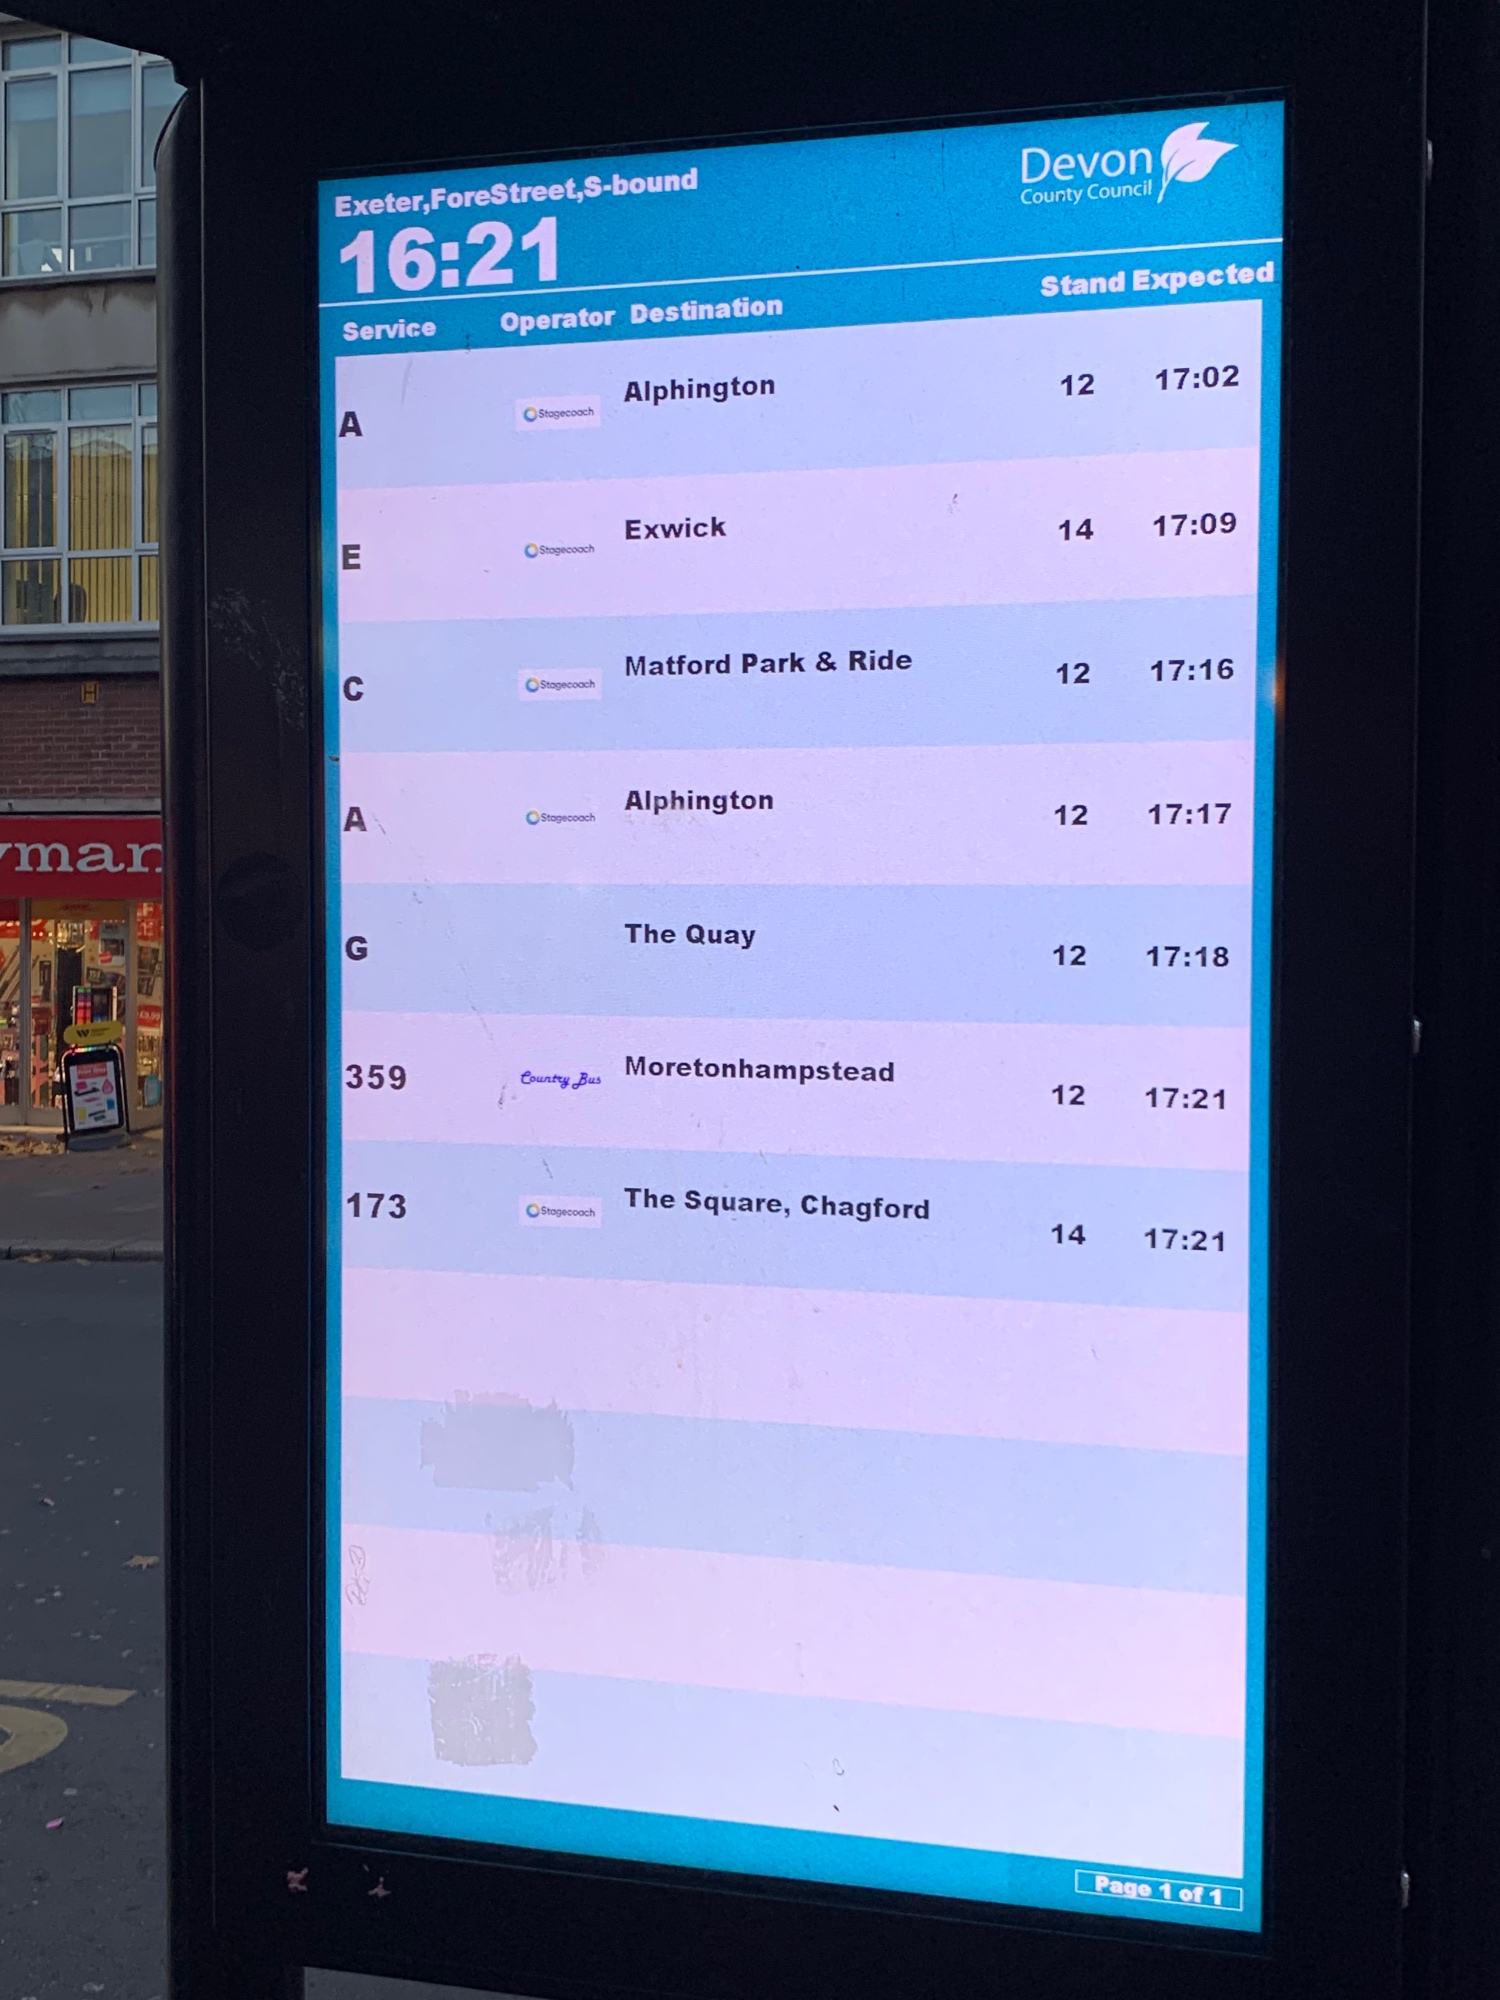 Exeter,ForeStreet,S-bound
16:21
Devon
County Council
Service Operator Destination Stand Expected
A Stagecoach Alphington 12 17:02
E Stagecoach Exwick 14 17:09
C Stagecoach Matford Park & Ride 12 17:16
A Stagecoach Alphington 12 17:17
G The Quay 12 17:18
359 Country Bus Moretonhampstead 12 17:21
173 Stagecoach The Square, Chagford 14 17:21
Page 1 of 1
yman